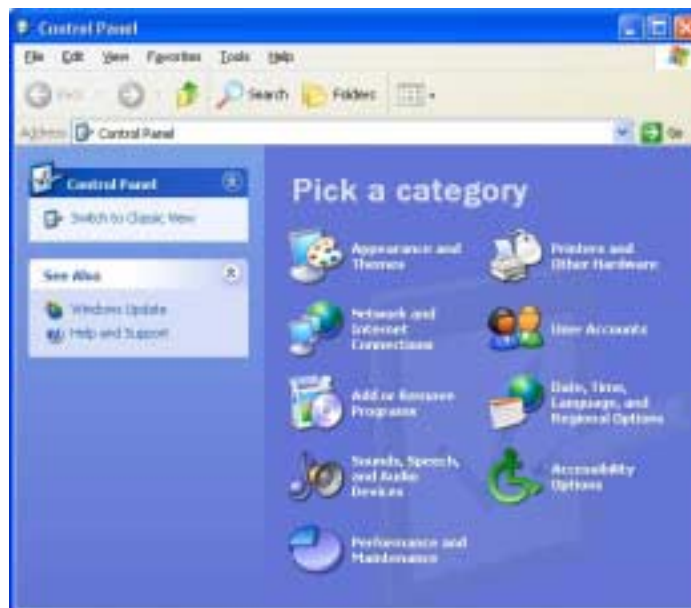 Control Panel
File Edit View Favorites Tools Help
Back Search Folders
Address Control Panel Go
Control Panel
Switch to Classic View
See Also
Windows Update
Help and Support
Pick a category
Appearance and
Themes
Printers and
Other Hardware
Network and
Internet
Connections
User Accounts
Add or Remove
Programs
Date, Time,
Language, and
Regional Options
Sounds, Speech,
and Audio
Devices
Accessibility
Options
Performance and
Maintenance